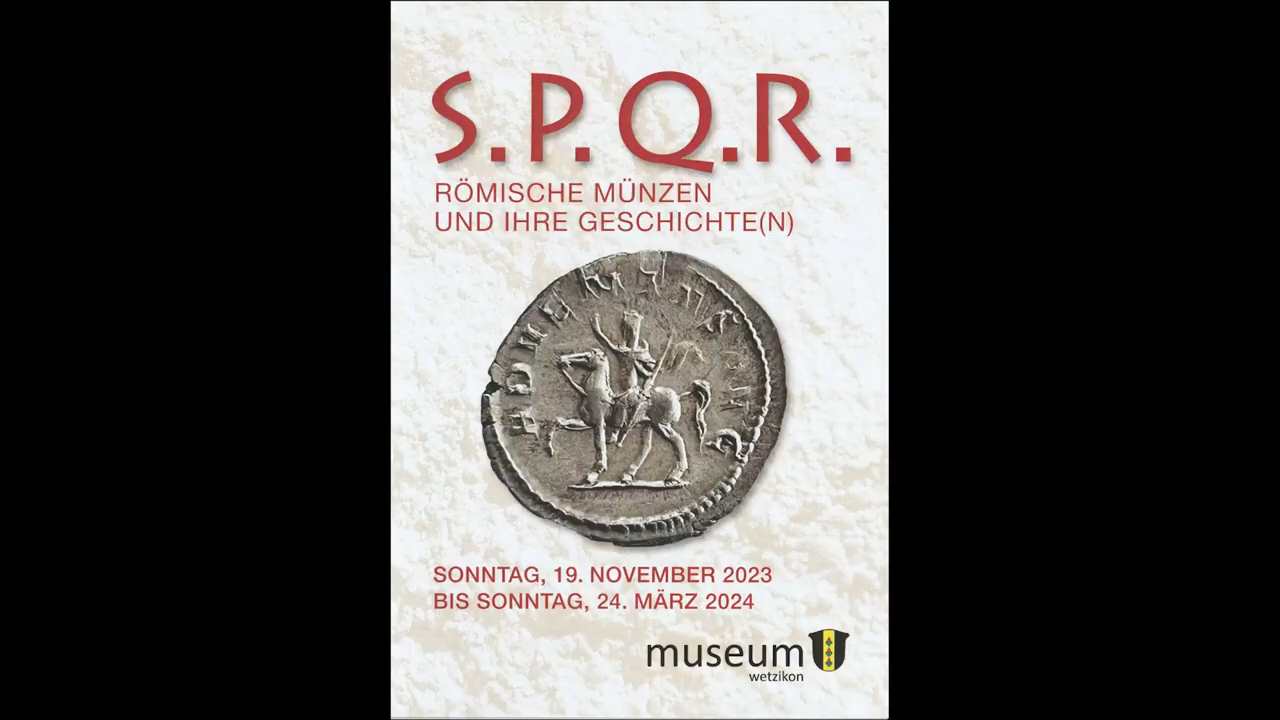 S.P.Q.R.
RÖMISCHE MÜNZEN
UND IHRE GESCHICHTE(N)
SONNTAG, 19. NOVEMBER 2023
BIS SONNTAG, 24. MÄRZ 2024
museum
wetzikon